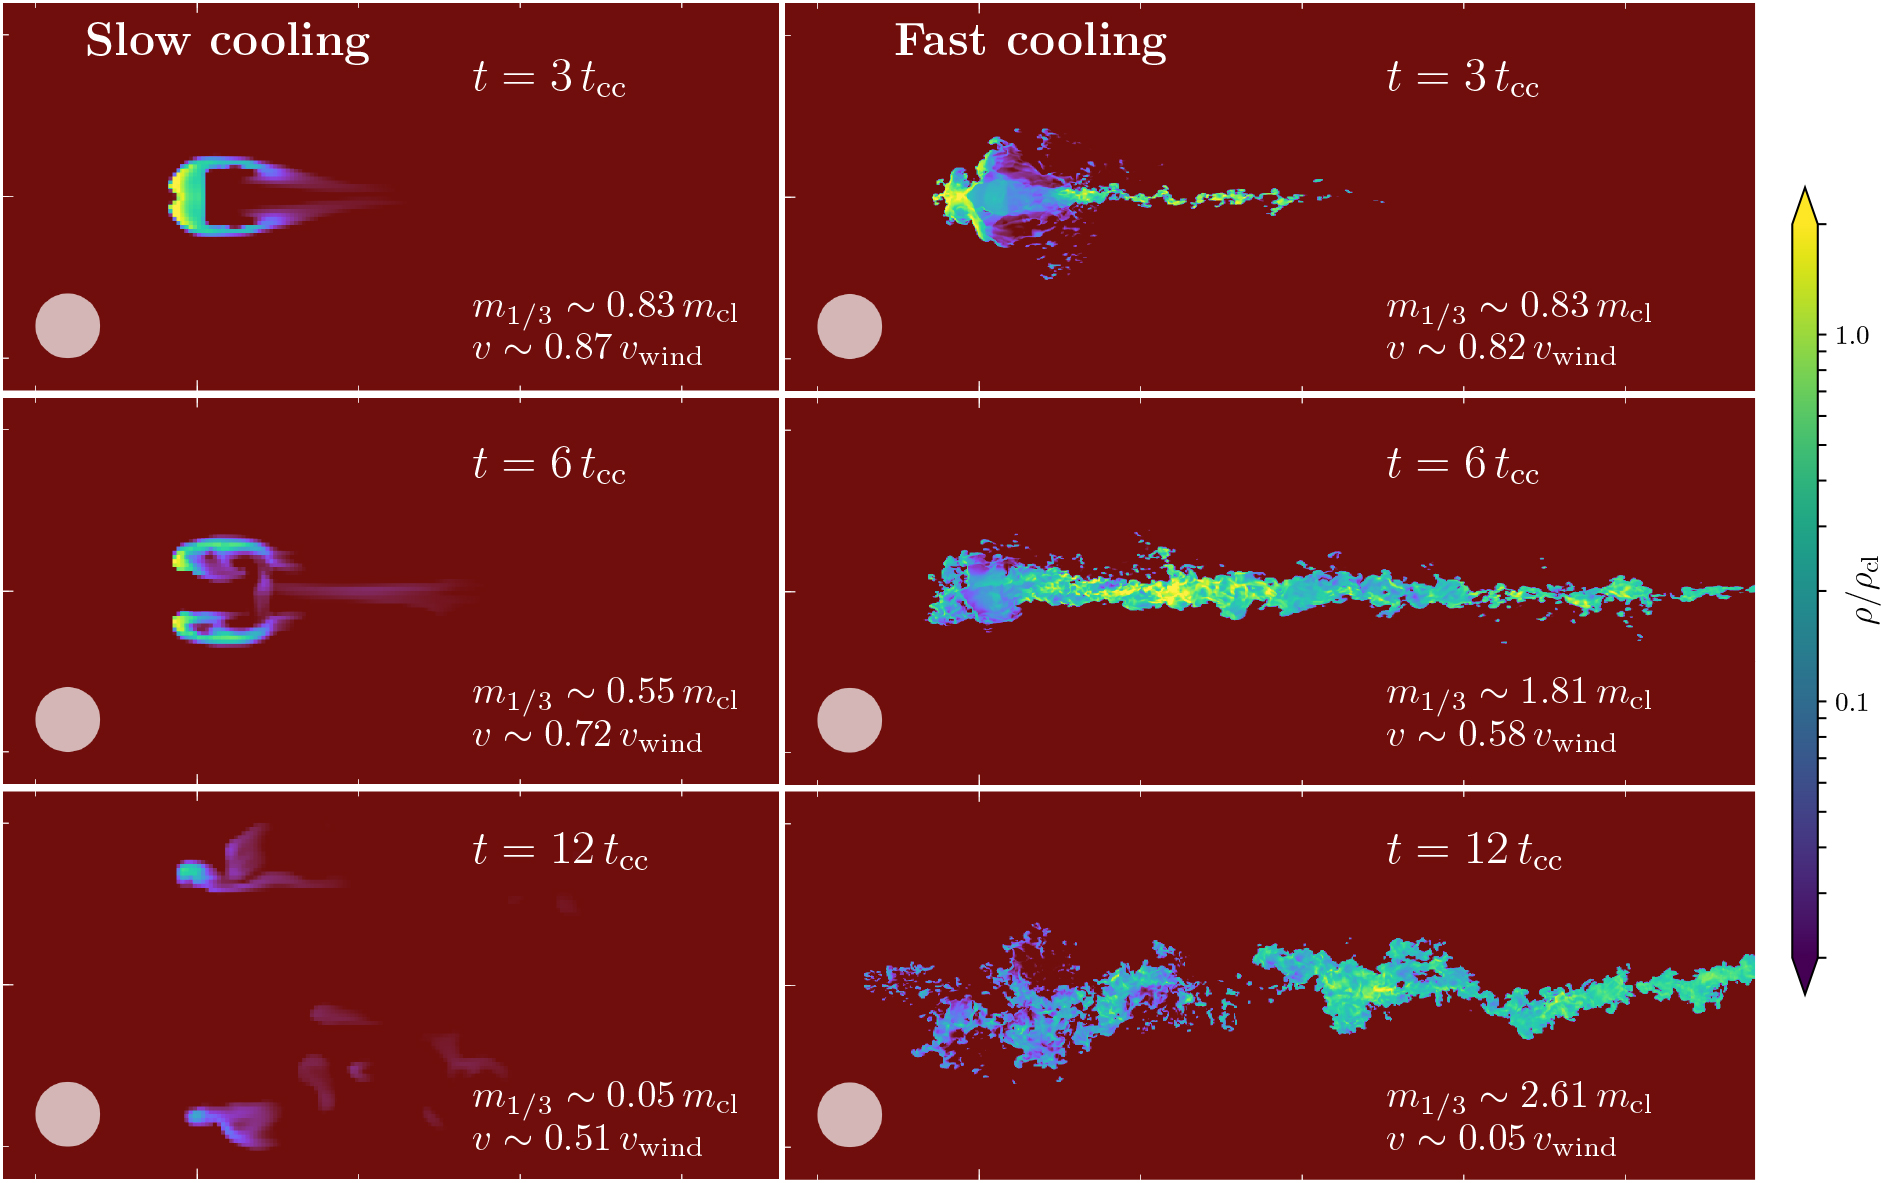 Slow cooling
t = 3 t_cc
m_1/3 ∼ 0.83 m_cl
v ∼ 0.87 v_wind
Fast cooling
t = 3 t_cc
m_1/3 ∼ 0.83 m_cl
v ∼ 0.82 v_wind
t = 6 t_cc
m_1/3 ∼ 0.55 m_cl
v ∼ 0.72 v_wind
t = 6 t_cc
m_1/3 ∼ 1.81 m_cl
v ∼ 0.58 v_wind
t = 12 t_cc
m_1/3 ∼ 0.05 m_cl
v ∼ 0.51 v_wind
t = 12 t_cc
m_1/3 ∼ 2.61 m_cl
v ∼ 0.05 v_wind
1.0
0.1
ρ/ρ_cl